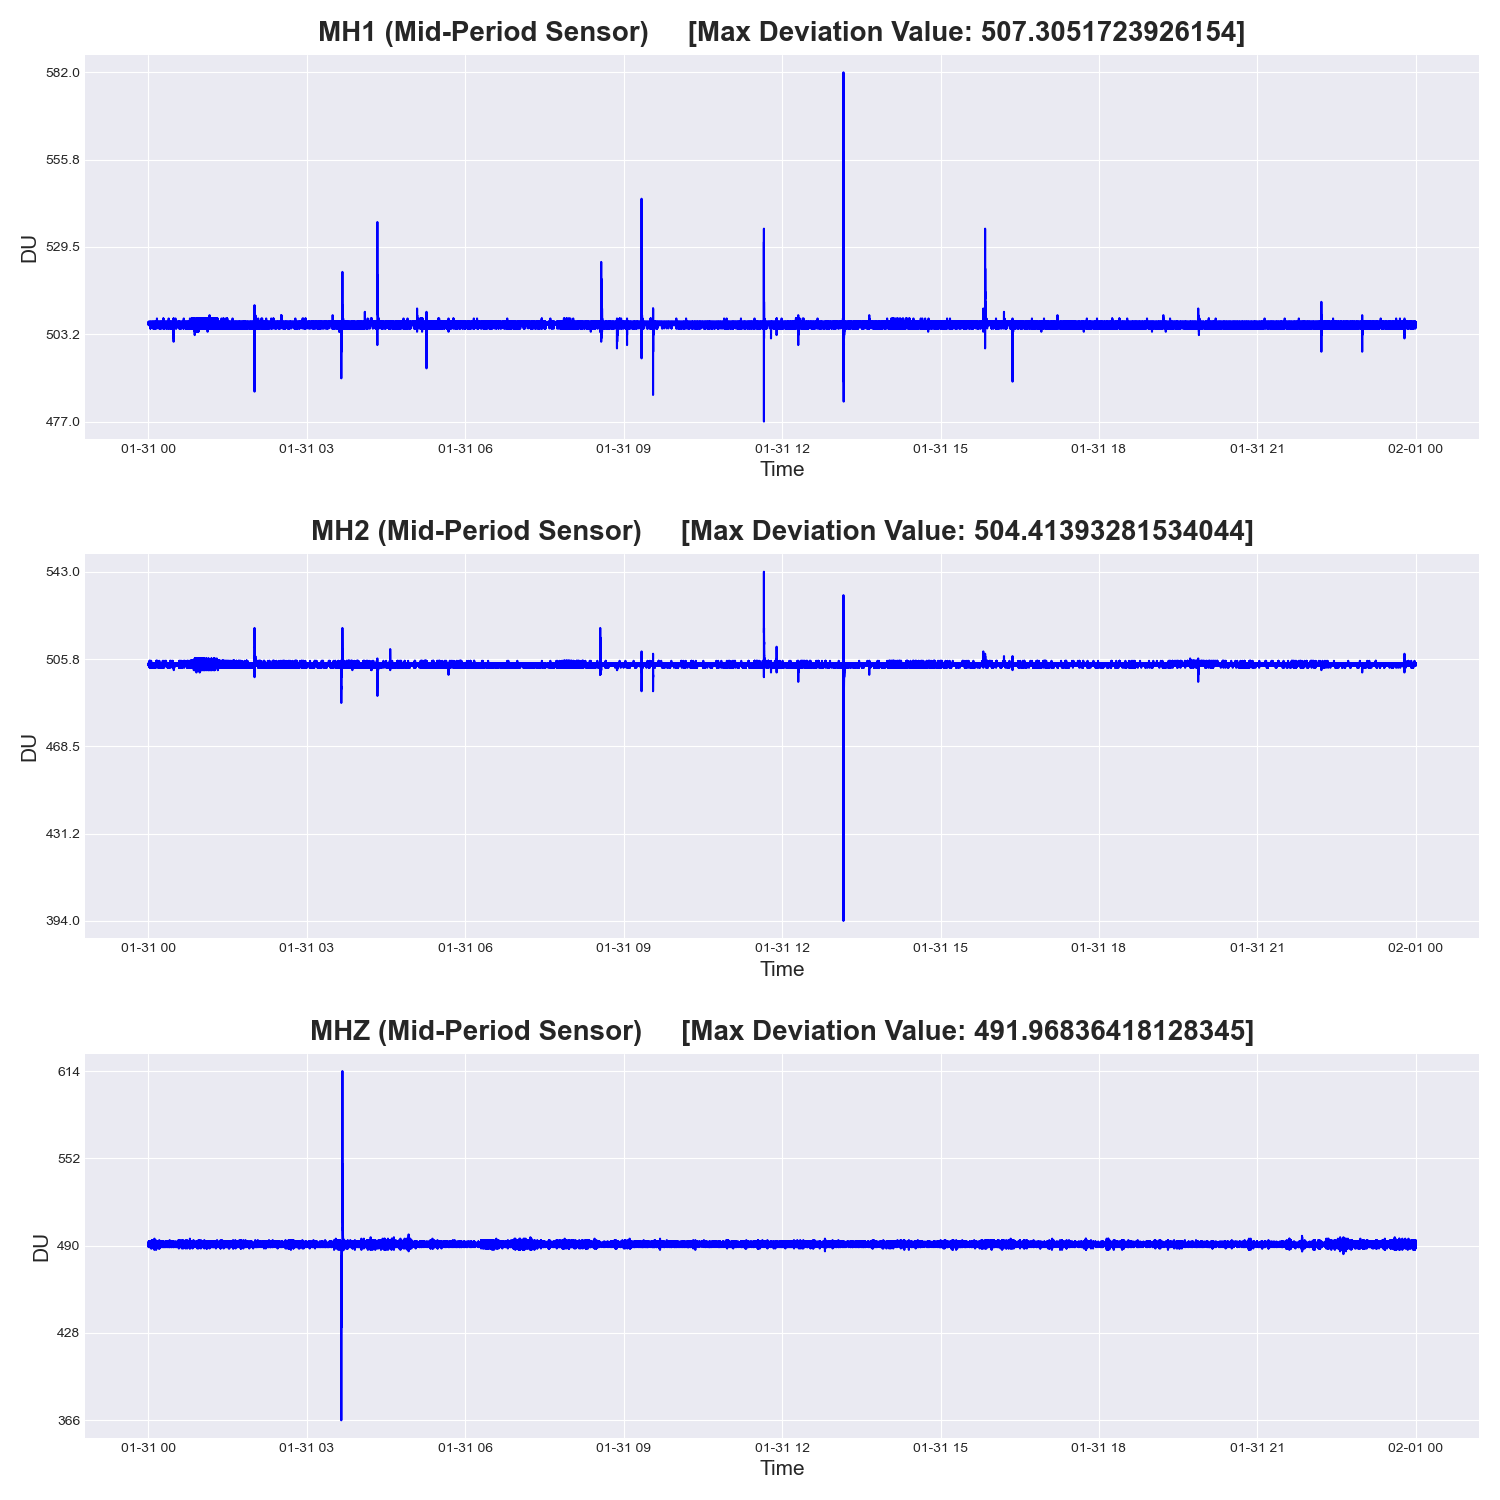 MH1 (Mid-Period Sensor) [Max Deviation Value: 507.3051723926154]
582.0
555.8
529.5
503.2
477.0
DU
01-31 00 01-31 03 01-31 06 01-31 09 01-31 12 01-31 15 01-31 18 01-31 21 02-01 00
Time
MH2 (Mid-Period Sensor) [Max Deviation Value: 504.41393281534044]
543.0
505.8
468.5
431.2
394.0
DU
01-31 00 01-31 03 01-31 06 01-31 09 01-31 12 01-31 15 01-31 18 01-31 21 02-01 00
Time
MHZ (Mid-Period Sensor) [Max Deviation Value: 491.96836418128345]
614
552
490
428
366
DU
01-31 00 01-31 03 01-31 06 01-31 09 01-31 12 01-31 15 01-31 18 01-31 21 02-01 00
Time